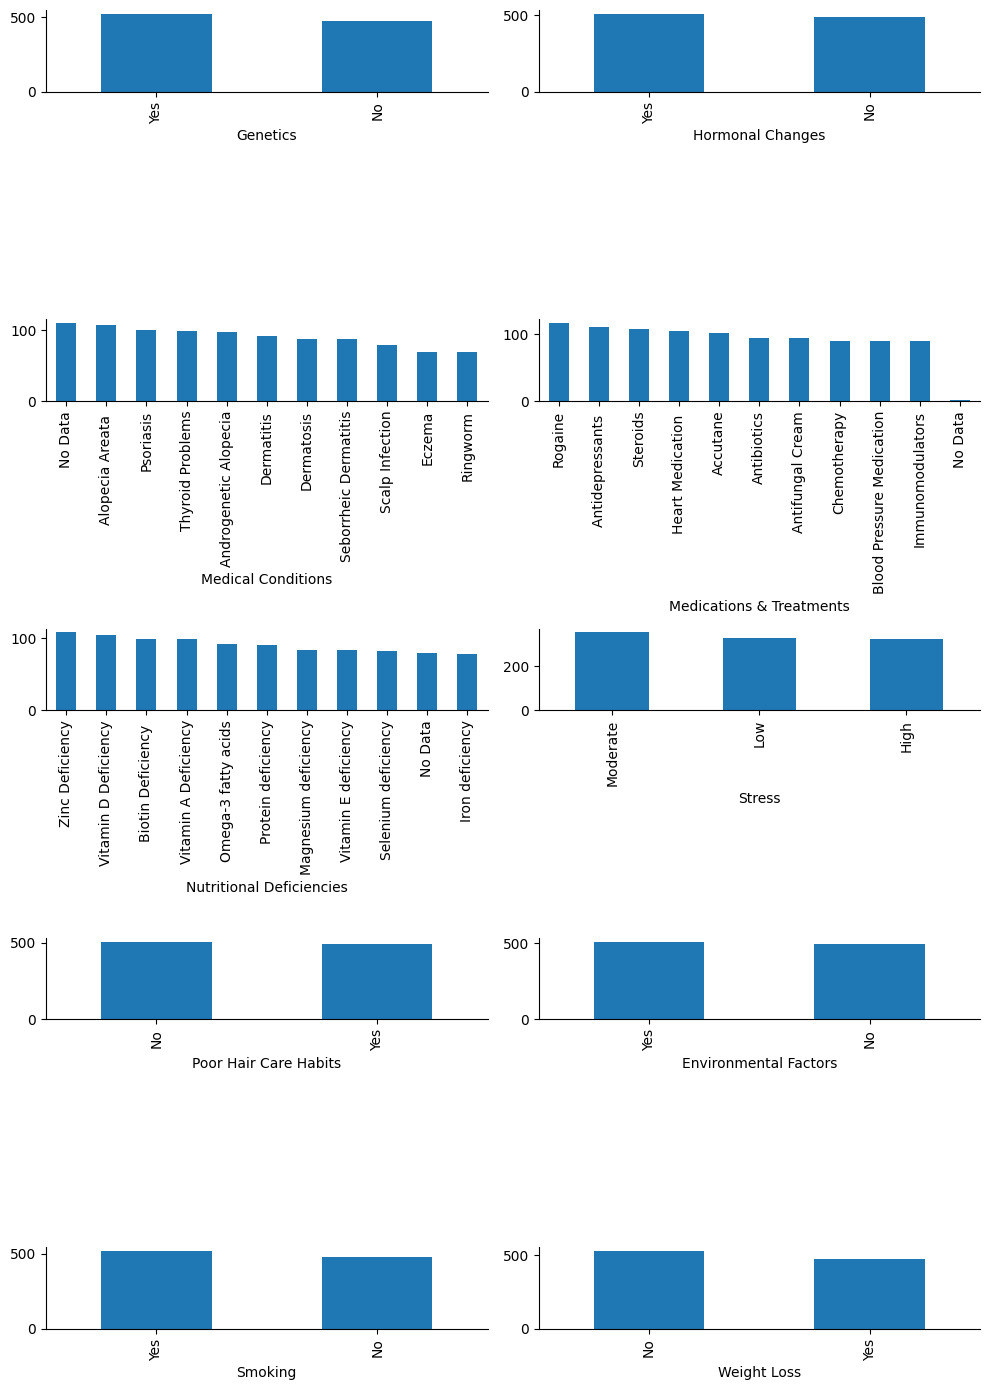 500
0
Yes
No
Genetics
500
0
Yes
No
Hormonal Changes
100
0
No Data
Alopecia Areata
Psoriasis
Thyroid Problems
Androgenetic Alopecia
Dermatitis
Dermatosis
Seborrheic Dermatitis
Scalp Infection
Eczema
Ringworm
Medical Conditions
100
0
Rogaine
Antidepressants
Steroids
Heart Medication
Accutane
Antibiotics
Antifungal Cream
Chemotherapy
Blood Pressure Medication
Immunomodulators
No Data
Medications & Treatments
100
0
Zinc Deficiency
Vitamin D Deficiency
Biotin Deficiency
Vitamin A Deficiency
Omega-3 fatty acids
Protein deficiency
Magnesium deficiency
Vitamin E deficiency
Selenium deficiency
No Data
Iron deficiency
Nutritional Deficiencies
200
0
Moderate
Low
High
Stress
500
0
No
Yes
Poor Hair Care Habits
500
0
Yes
No
Environmental Factors
500
0
Yes
No
Smoking
500
0
No
Yes
Weight Loss